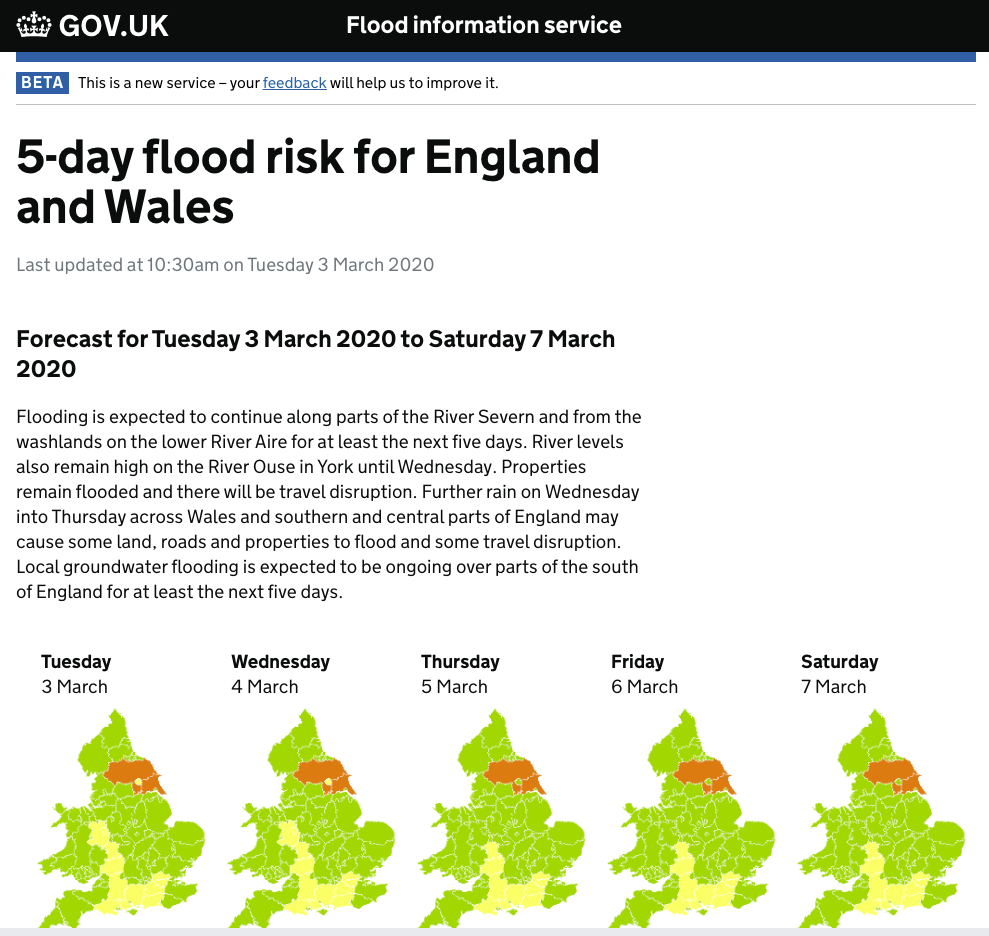 GOV.UK Flood information service
BETA This is a new service – your feedback will help us to improve it.
5-day flood risk for England
and Wales
Last updated at 10:30am on Tuesday 3 March 2020
Forecast for Tuesday 3 March 2020 to Saturday 7 March
2020
Flooding is expected to continue along parts of the River Severn and from the
washlands on the lower River Aire for at least the next five days. River levels
also remain high on the River Ouse in York until Wednesday. Properties
remain flooded and there will be travel disruption. Further rain on Wednesday
into Thursday across Wales and southern and central parts of England may
cause some land, roads and properties to flood and some travel disruption.
Local groundwater flooding is expected to be ongoing over parts of the south
of England for at least the next five days.
Tuesday Wednesday Thursday Friday Saturday
3 March 4 March 5 March 6 March 7 March